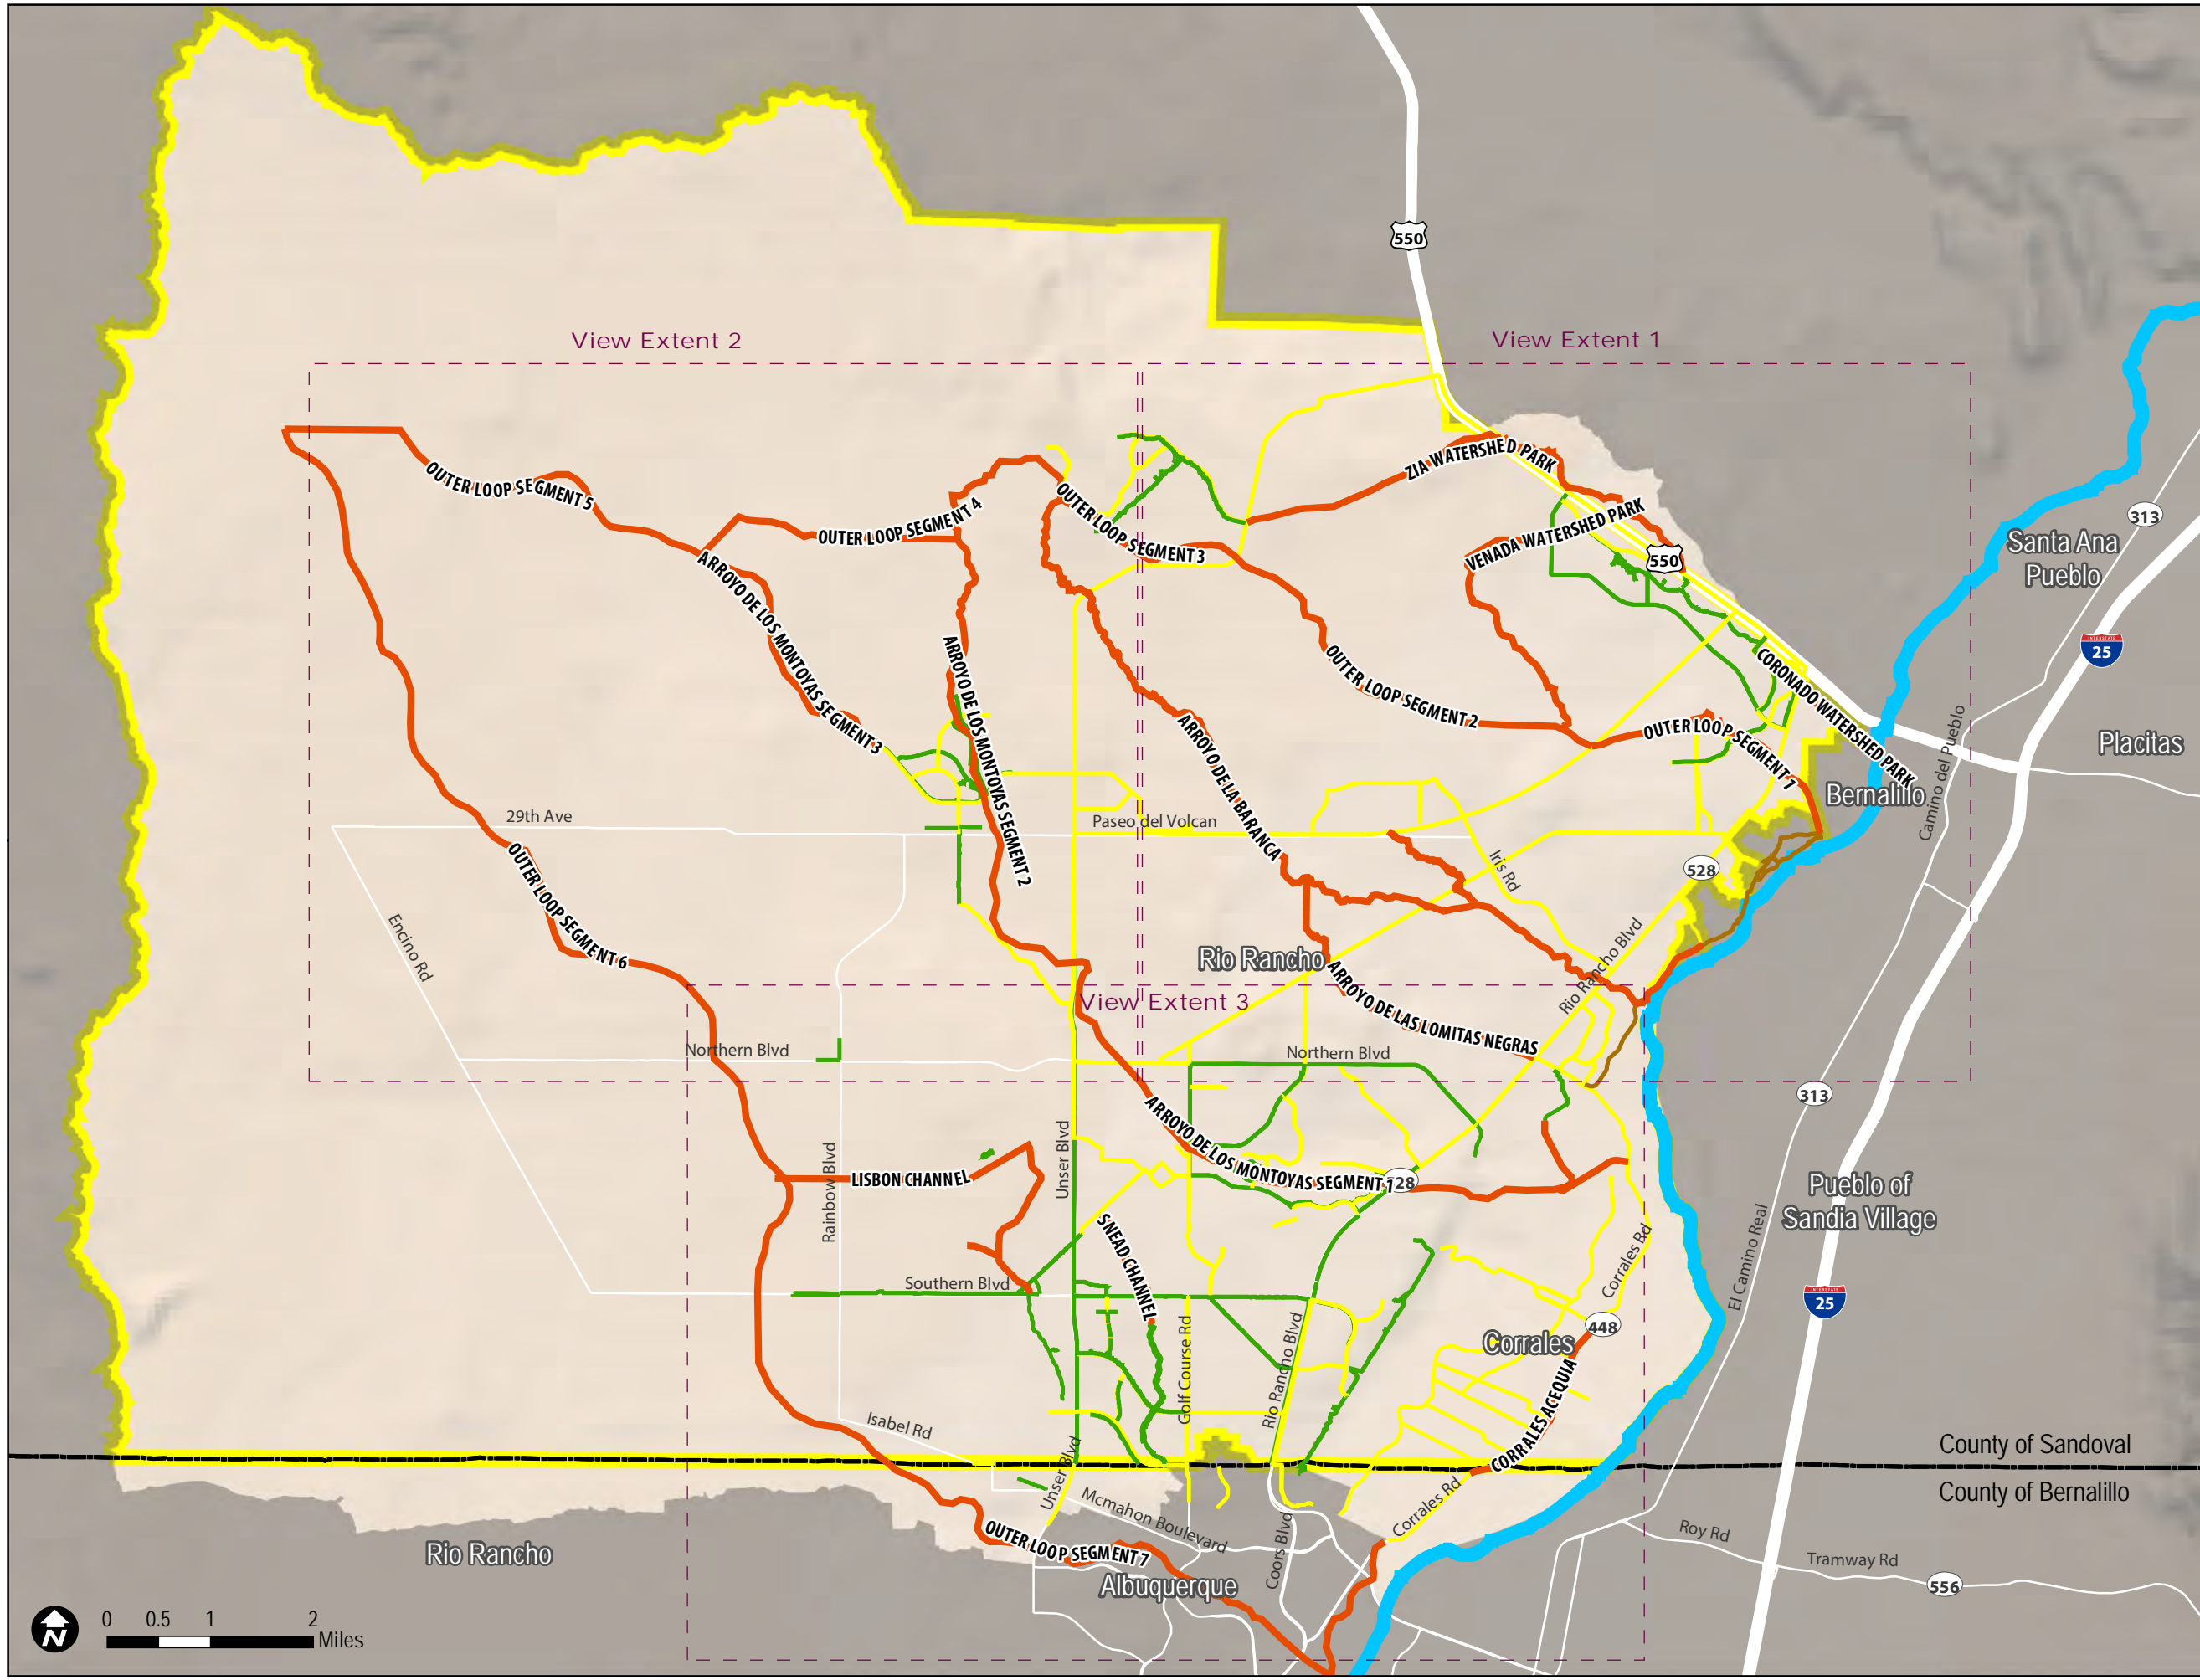 550
View Extent 2
View Extent 1
ZIA WATERSHED PARK
OUTER LOOP SEGMENT 5
OUTER LOOP SEGMENT 4
OUTER LOOP SEGMENT 3
VENADA WATERSHED PARK
550
313
Santa Ana
Pueblo
INTERSTATE
25
ARROYO DE LOS MONTOYAS SEGMENT 3
ARROYO DE LOS MONTOYAS SEGMENT 2
OUTER LOOP SEGMENT 2
CORONADO WATERSHED PARK
OUTER LOOP SEGMENT 1
ARROYO DE LA BARANCA
Camino del Pueblo
Placitas
Bernalillo
29th Ave
Paseo del Volcan
Iris Rd
528
OUTER LOOP SEGMENT 6
Encino Rd
Rio Rancho
Rio Rancho Blvd
View Extent 3
ARROYO DE LAS LOMITAS NEGRAS
Northern Blvd
Northern Blvd
313
ARROYO DE LOS MONTOYAS SEGMENT 1
528
Unser Blvd
Rainbow Blvd
LISBON CHANNEL
Pueblo of
Sandia Village
SNEAD CHANNEL
El Camino Real
Corrales Rd
Southern Blvd
INTERSTATE
25
448
Corrales
Golf Course Rd
Rio Rancho Blvd
CORRALES ACEQUIA
Isabel Rd
County of Sandoval
County of Bernalillo
Unser Blvd
Mcmahon Boulevard
Corrales Rd
Coors Blvd
Roy Rd
Tramway Rd
556
Rio Rancho
OUTER LOOP SEGMENT 7
Albuquerque
N
0 0.5 1 2
Miles